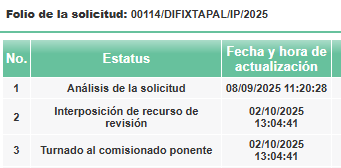 Folio de la solicitud: 00114/DIFIXTAPAL/IP/2025
No. Estatus Fecha y hora de actualización
1 Análisis de la solicitud 08/09/2025 11:20:28
2 Interposición de recurso de revisión 02/10/2025 13:04:41
3 Turnado al comisionado ponente 02/10/2025 13:04:41